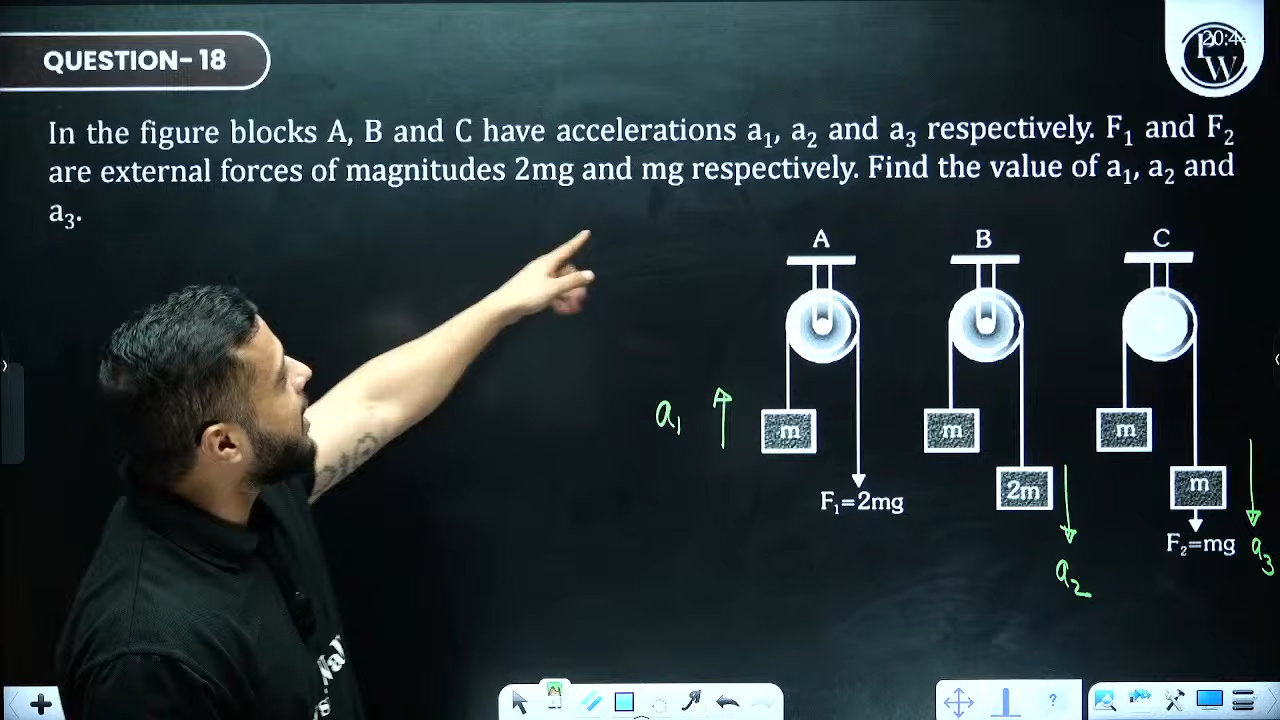 QUESTION- 18
20:4
PW
In the figure blocks A, B and C have accelerations a₁, a₂ and a₃ respectively. F₁ and F₂
are external forces of magnitudes 2mg and mg respectively. Find the value of a₁, a₂ and
a₃.
A B C
a₁
m m m
2m m
F₁=2mg
F₂=mg
a₂
a₃
?